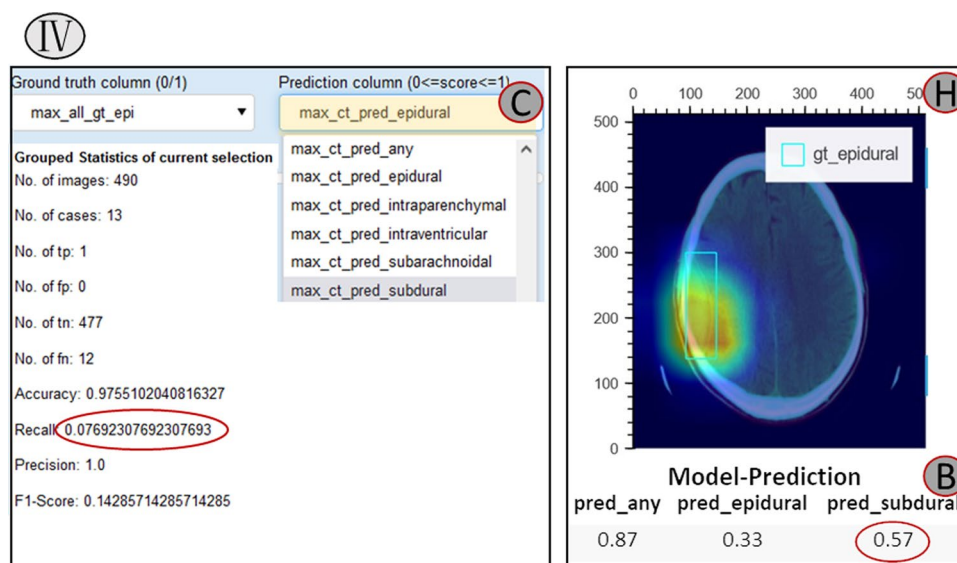 IV
Ground truth column (0/1)
max_all_gt_epi
Prediction column (0<=score<=1)
C
max_ct_pred_epidural
max_ct_pred_any
max_ct_pred_epidural
max_ct_pred_intraparenchymal
max_ct_pred_intraventricular
max_ct_pred_subarachnoidal
max_ct_pred_subdural
Grouped Statistics of current selection
No. of images: 490
No. of cases: 13
No. of tp: 1
No. of fp: 0
No. of tn: 477
No. of fn: 12
Accuracy: 0.9755102040816327
Recall: 0.07692307692307693
Precision: 1.0
F1-Score: 0.14285714285714285
H
0 100 200 300 400
500
400
300
200
100
0
gt_epidural
Model-Prediction
B
pred_any pred_epidural pred_subdural
0.87 0.33 0.57